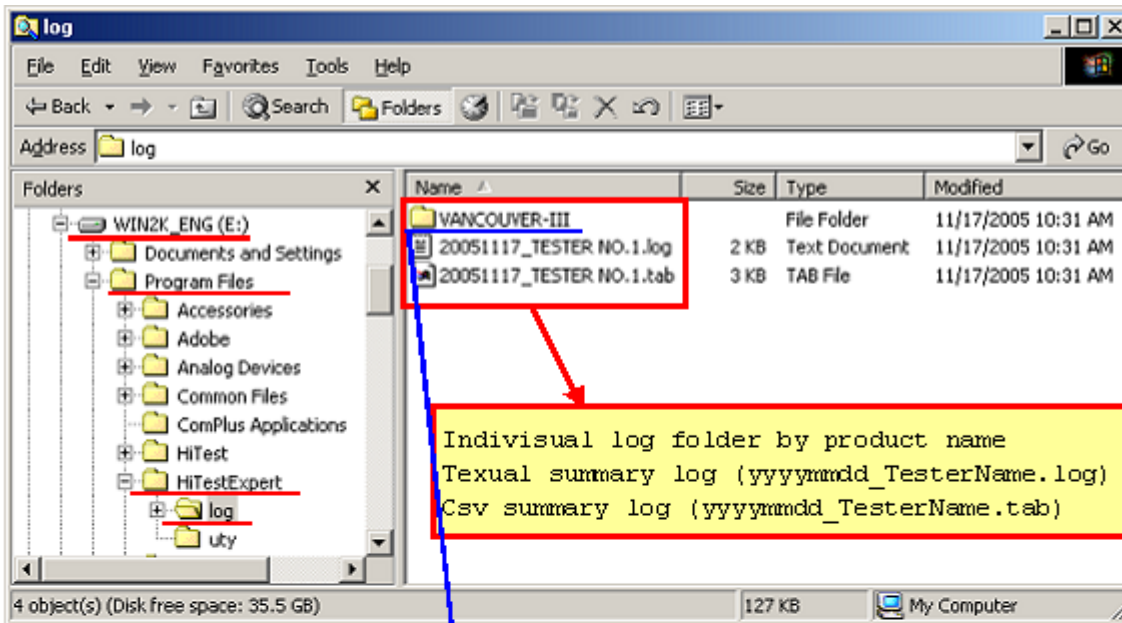 log
File Edit View Favorites Tools Help
Back Search Folders
Address log Go
Folders
Name Size Type Modified
WIN2K_ENG (E:)
Documents and Settings
Program Files
Accessories
Adobe
Analog Devices
Common Files
ComPlus Applications
HiTest
HiTestExpert
log
uty
VANCOUVER-III File Folder 11/17/2005 10:31 AM
20051117_TESTER NO.1.log 2 KB Text Document 11/17/2005 10:31 AM
20051117_TESTER NO.1.tab 3 KB TAB File 11/17/2005 10:31 AM
Indivisual log folder by product name
Texual summary log (yyyymmdd_TesterName.log)
Csv summary log (yyyymmdd_TesterName.tab)
4 object(s) (Disk free space: 35.5 GB) 127 KB My Computer